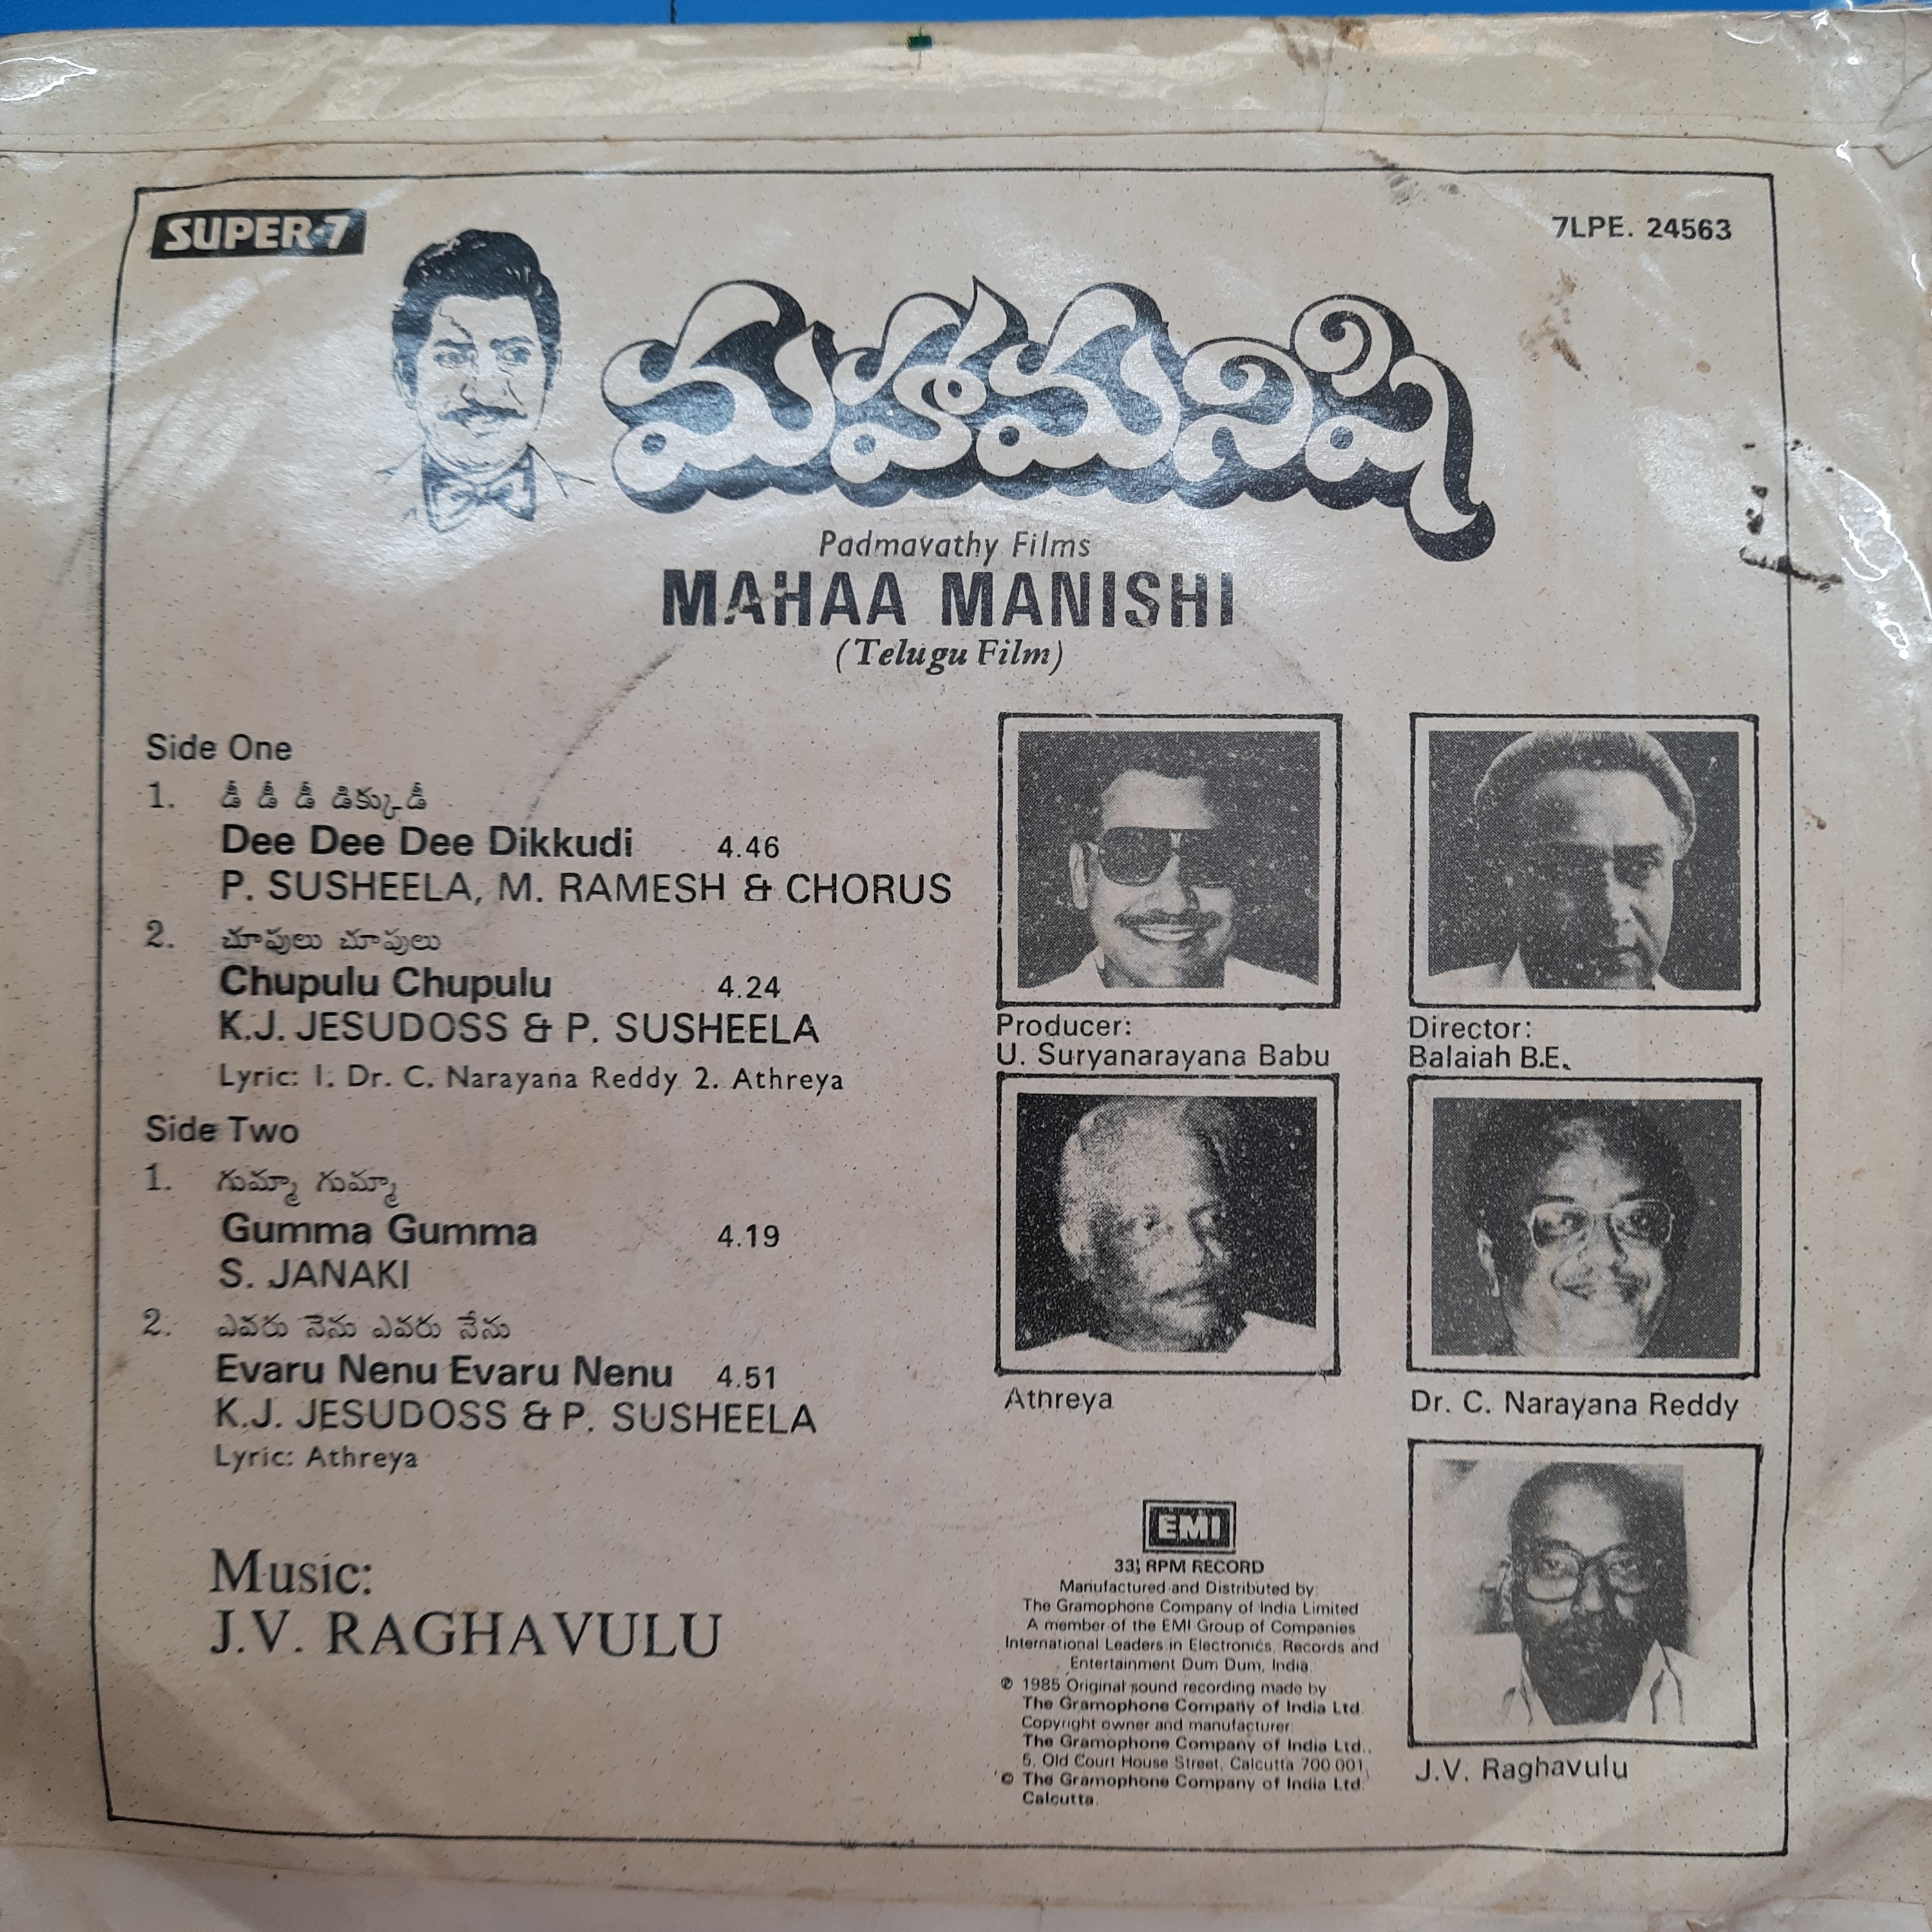 SUPER-7
7LPE. 24563
మహామనిషి
Padmavathy Films
MAHAA MANISHI
(Telugu Film)
Side One
1. డీ డీ డీ డిక్కుడీ
Dee Dee Dee Dikkudi 4.46
P. SUSHEELA, M. RAMESH & CHORUS
2. చూపులు చూపులు
Chupulu Chupulu 4.24
K.J. JESUDOSS & P. SUSHEELA
Lyric: 1. Dr. C. Narayana Reddy 2. Athreya
Side Two
1. గుమ్మా గుమ్మా
Gumma Gumma 4.19
S. JANAKI
2. ఎవరు నెను ఎవరు నేను
Evaru Nenu Evaru Nenu 4.51
K.J. JESUDOSS & P. SUSHEELA
Lyric: Athreya
Music:
J.V. RAGHAVULU
Producer:
U. Suryanarayana Babu
Director:
Balaiah B.E.
Athreya
Dr. C. Narayana Reddy
J.V. Raghavulu
EMI
33⅓ RPM RECORD
Manufactured and Distributed by:
The Gramophone Company of India Limited
A member of the EMI Group of Companies
International Leaders in Electronics, Records and
Entertainment Dum Dum, India
℗ 1985 Original sound recording made by
The Gramophone Company of India Ltd.
Copyright owner and manufacturer:
The Gramophone Company of India Ltd.,
5, Old Court House Street, Calcutta 700 001
© The Gramophone Company of India Ltd.
Calcutta.